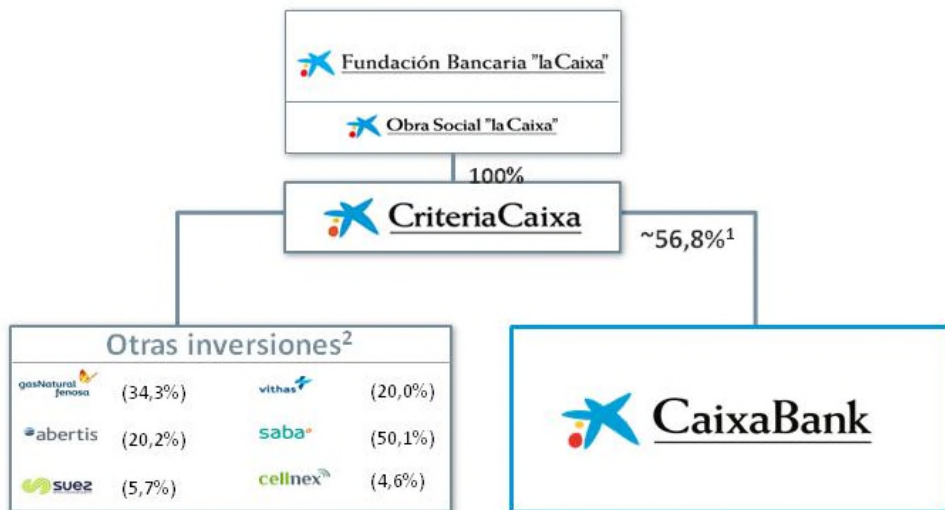 Fundación Bancaria "la Caixa"
Obra Social "la Caixa"
100%
CriteriaCaixa
~56,8%¹
Otras inversiones²
gasNatural fenosa (34,3%) vithas (20,0%)
abertis (20,2%) saba (50,1%)
suez (5,7%) cellnex (4,6%)
CaixaBank